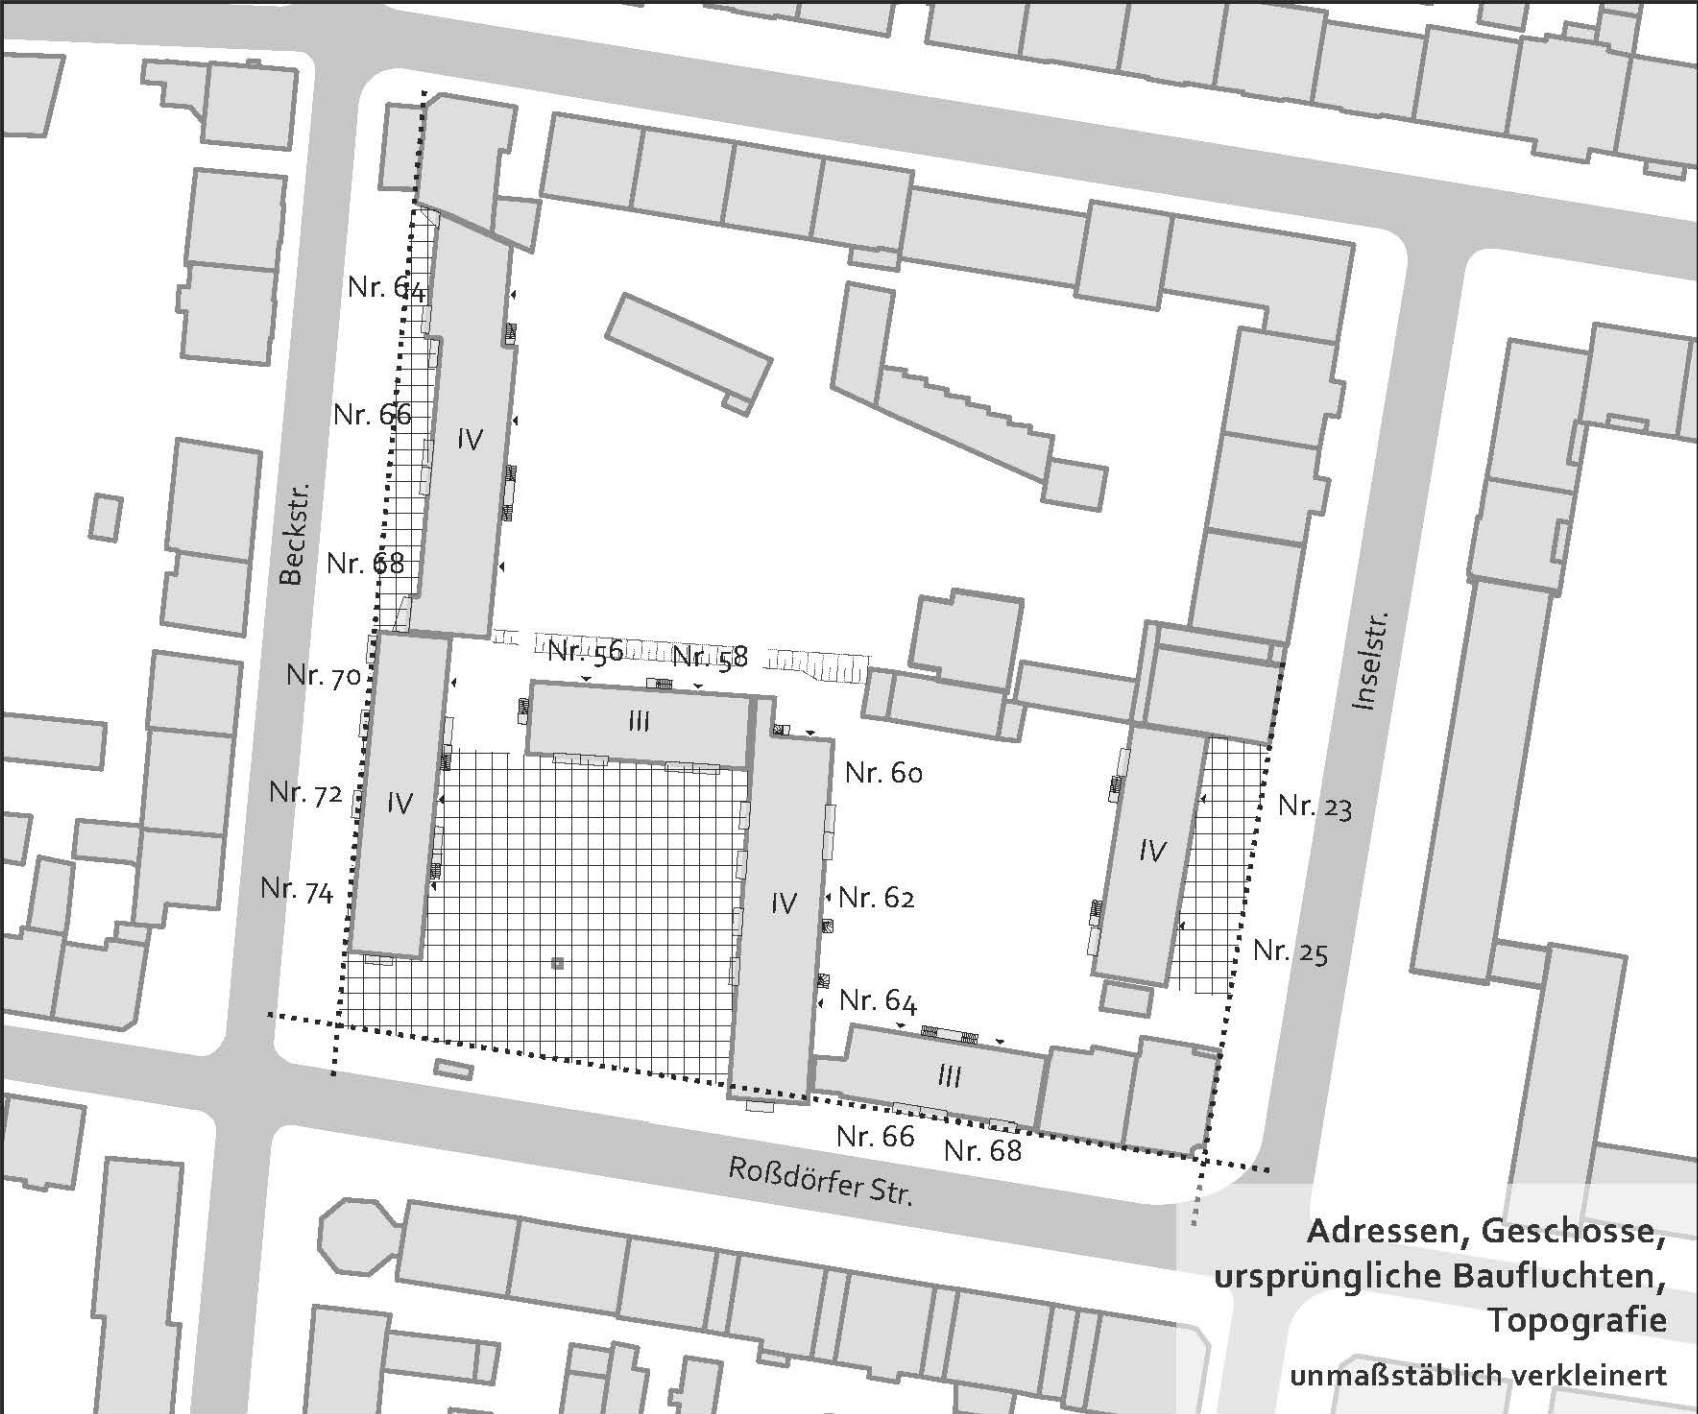 Nr. 64
Nr. 66
IV
Nr. 68
Beckstr.
Nr. 56
Nr. 58
Nr. 70
III
Inselstr.
Nr. 60
Nr. 72
IV
Nr. 23
IV
Nr. 74
IV
Nr. 62
Nr. 25
Nr. 64
III
Nr. 66
Nr. 68
Roßdörfer Str.
Adressen, Geschosse,
ursprüngliche Baufluchten,
Topografie
unmaßstäblich verkleinert